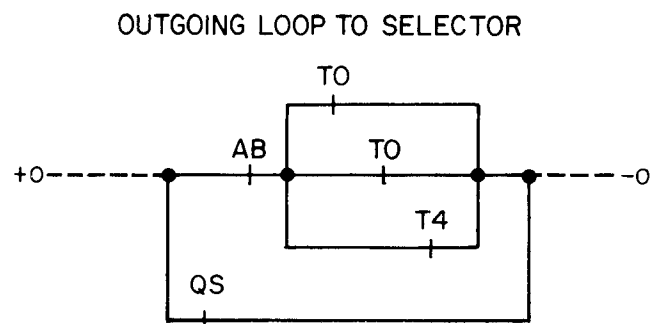 OUTGOING LOOP TO SELECTOR
TO
AB TO
+O -O
T4
QS